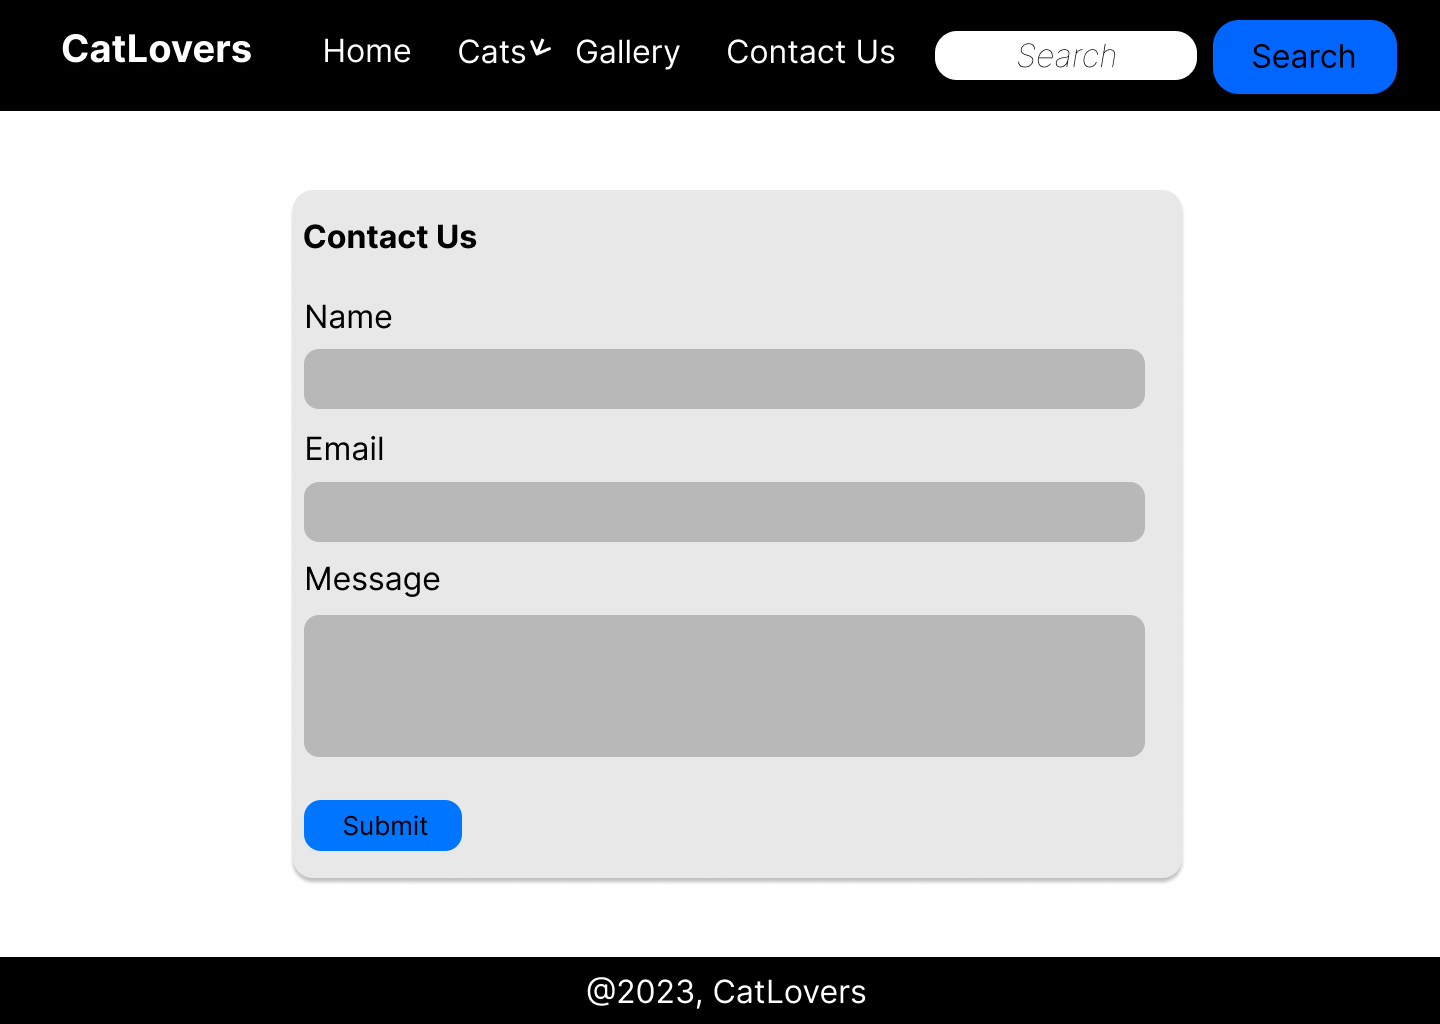 CatLovers Home Cats Gallery Contact Us Search Search
Contact Us
Name
Email
Message
Submit
@2023, CatLovers